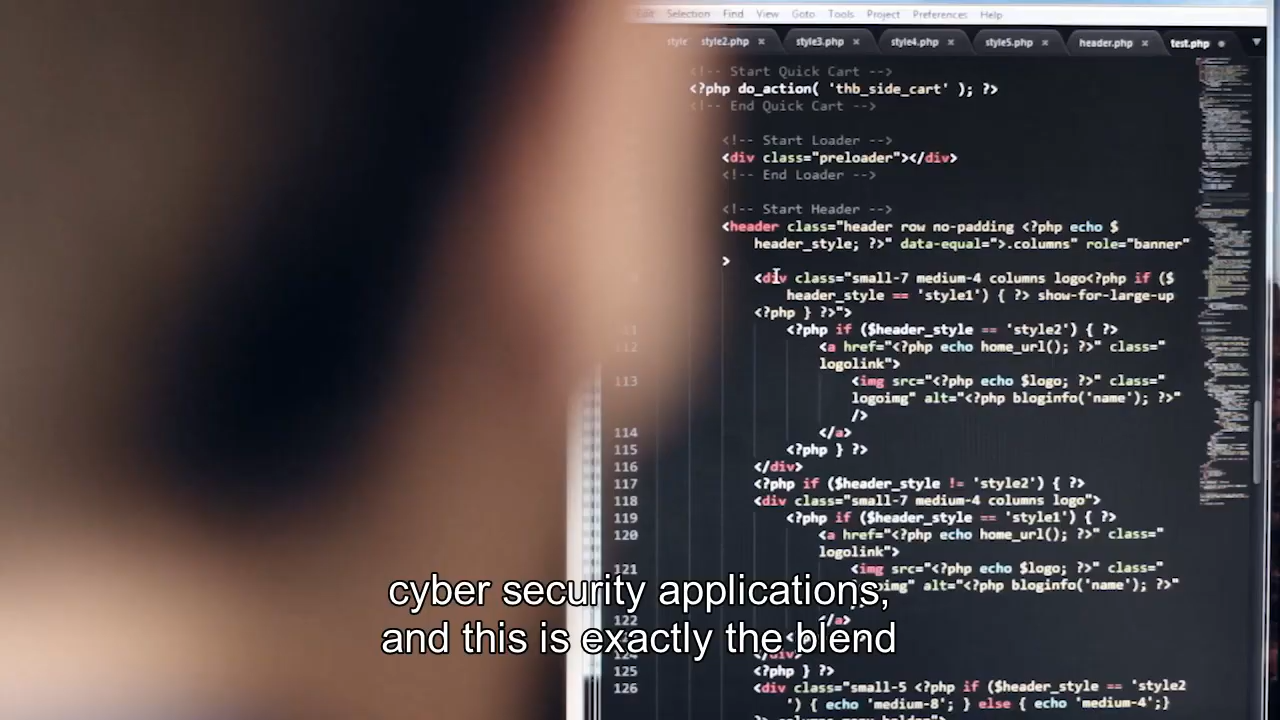 Edit Selection Find View Goto Tools Project Preferences Help
style style2.php × style3.php × style4.php × style5.php × header.php × test.php
<!-- Start Quick Cart -->
<?php do_action( 'thb_side_cart' ); ?>
<!-- End Quick Cart -->
<!-- Start Loader -->
<div class="preloader"></div>
<!-- End Loader -->
<!-- Start Header -->
<header class="header row no-padding <?php echo $
header_style; ?>" data-equal=">.columns" role="banner"
>
<div class="small-7 medium-4 columns logo<?php if ($
header_style == 'style1') { ?> show-for-large-up
<?php } ?>">
<?php if ($header_style == 'style2') { ?>
112 <a href="<?php echo home_url(); ?>" class="
logolink">
113 <img src="<?php echo $logo; ?>" class="
logoimg" alt="<?php bloginfo('name'); ?>"
/>
114 </a>
115 <?php } ?>
116 </div>
117 <?php if ($header_style != 'style2') { ?>
118 <div class="small-7 medium-4 columns logo">
119 <?php if ($header_style == 'style1') { ?>
120 <a href="<?php echo home_url(); ?>" class="
logolink">
121 <img src="<?php echo $logo; ?>" class="
alt="<?php bloginfo('name'); ?>"
cyber security applications,
122 </a>
and this is exactly the blend
124 </div>
125 <?php } ?>
126 <div class="small-5 <?php if ($header_style == 'style2
') { echo 'medium-8'; } else { echo 'medium-4';}